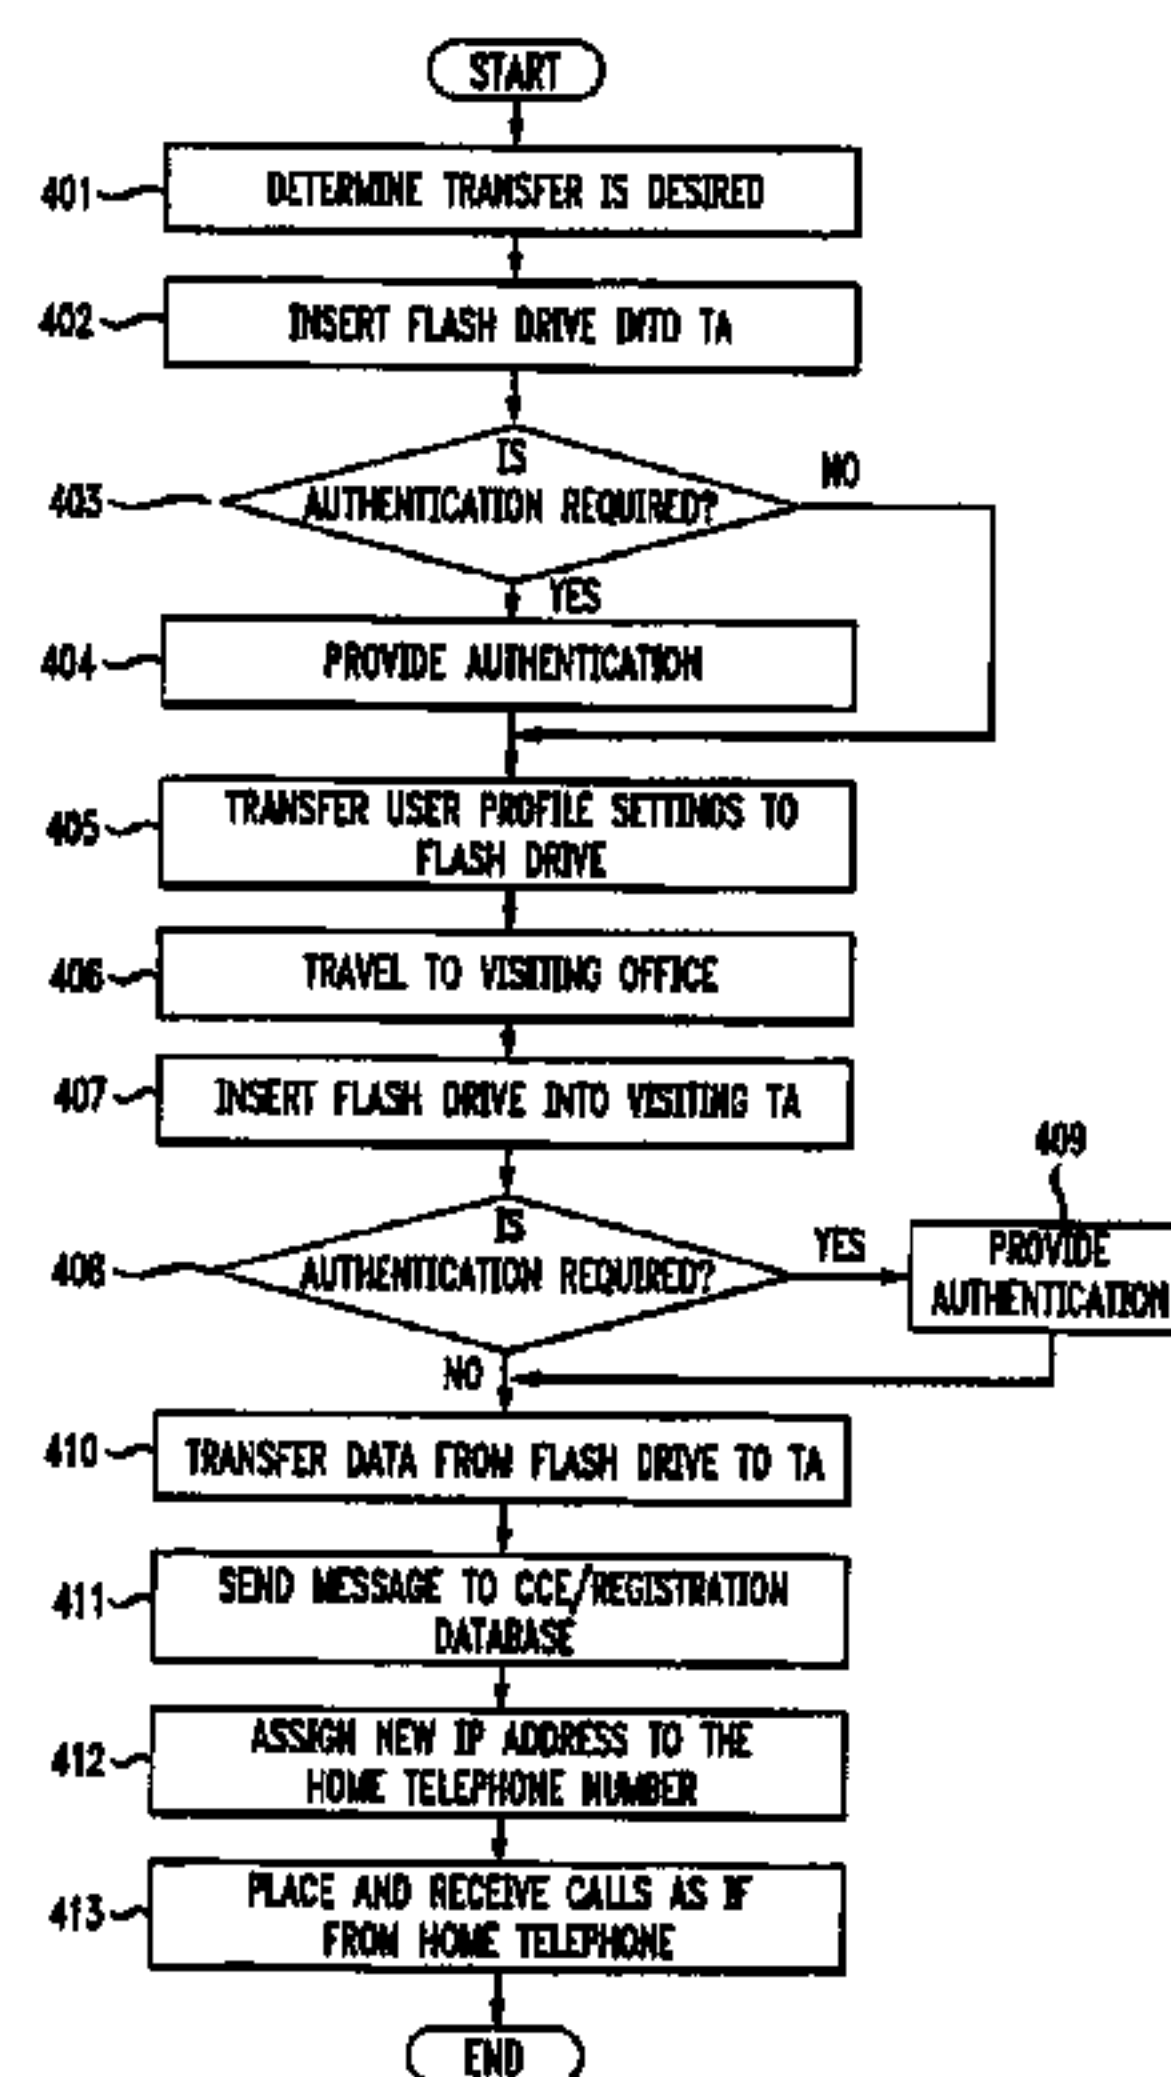 START
401
DETERMINE TRANSFER IS DESIRED
402
INSERT FLASH DRIVE INTO TA
403
IS
AUTHENTICATION REQUIRED?
NO
YES
404
PROVIDE AUTHENTICATION
405
TRANSFER USER PROFILE SETTINGS TO
FLASH DRIVE
406
TRAVEL TO VISITING OFFICE
407
INSERT FLASH DRIVE INTO VISITING TA
408
IS
AUTHENTICATION REQUIRED?
YES
409
PROVIDE
AUTHENTICATION
NO
410
TRANSFER DATA FROM FLASH DRIVE TO TA
411
SEND MESSAGE TO CCE/REGISTRATION
DATABASE
412
ASSIGN NEW IP ADDRESS TO THE
HOME TELEPHONE NUMBER
413
PLACE AND RECEIVE CALLS AS IF
FROM HOME TELEPHONE
END